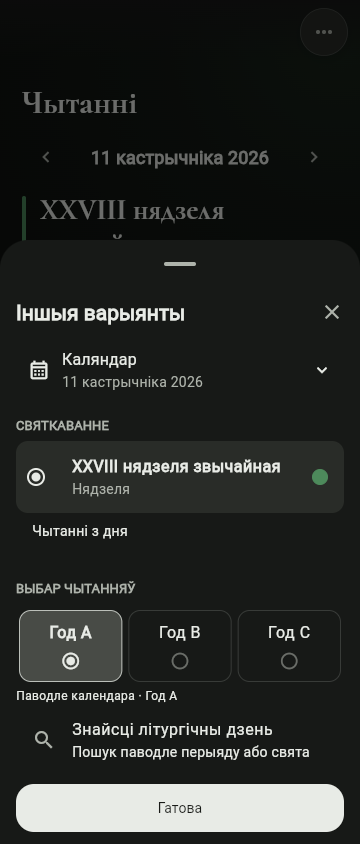 Чытанні
11 кастрычніка 2026
XXVIII нядзеля
Іншыя варыянты
Каляндар
11 кастрычніка 2026
СВЯТКАВАННЕ
XXVIII нядзеля звычайная
Нядзеля
Чытанні з дня
ВЫБАР ЧЫТАННЯЎ
Год A
Год B
Год C
Паводле календара · Год A
Знайсці літургічны дзень
Пошук паводле перыяду або свята
Гатова